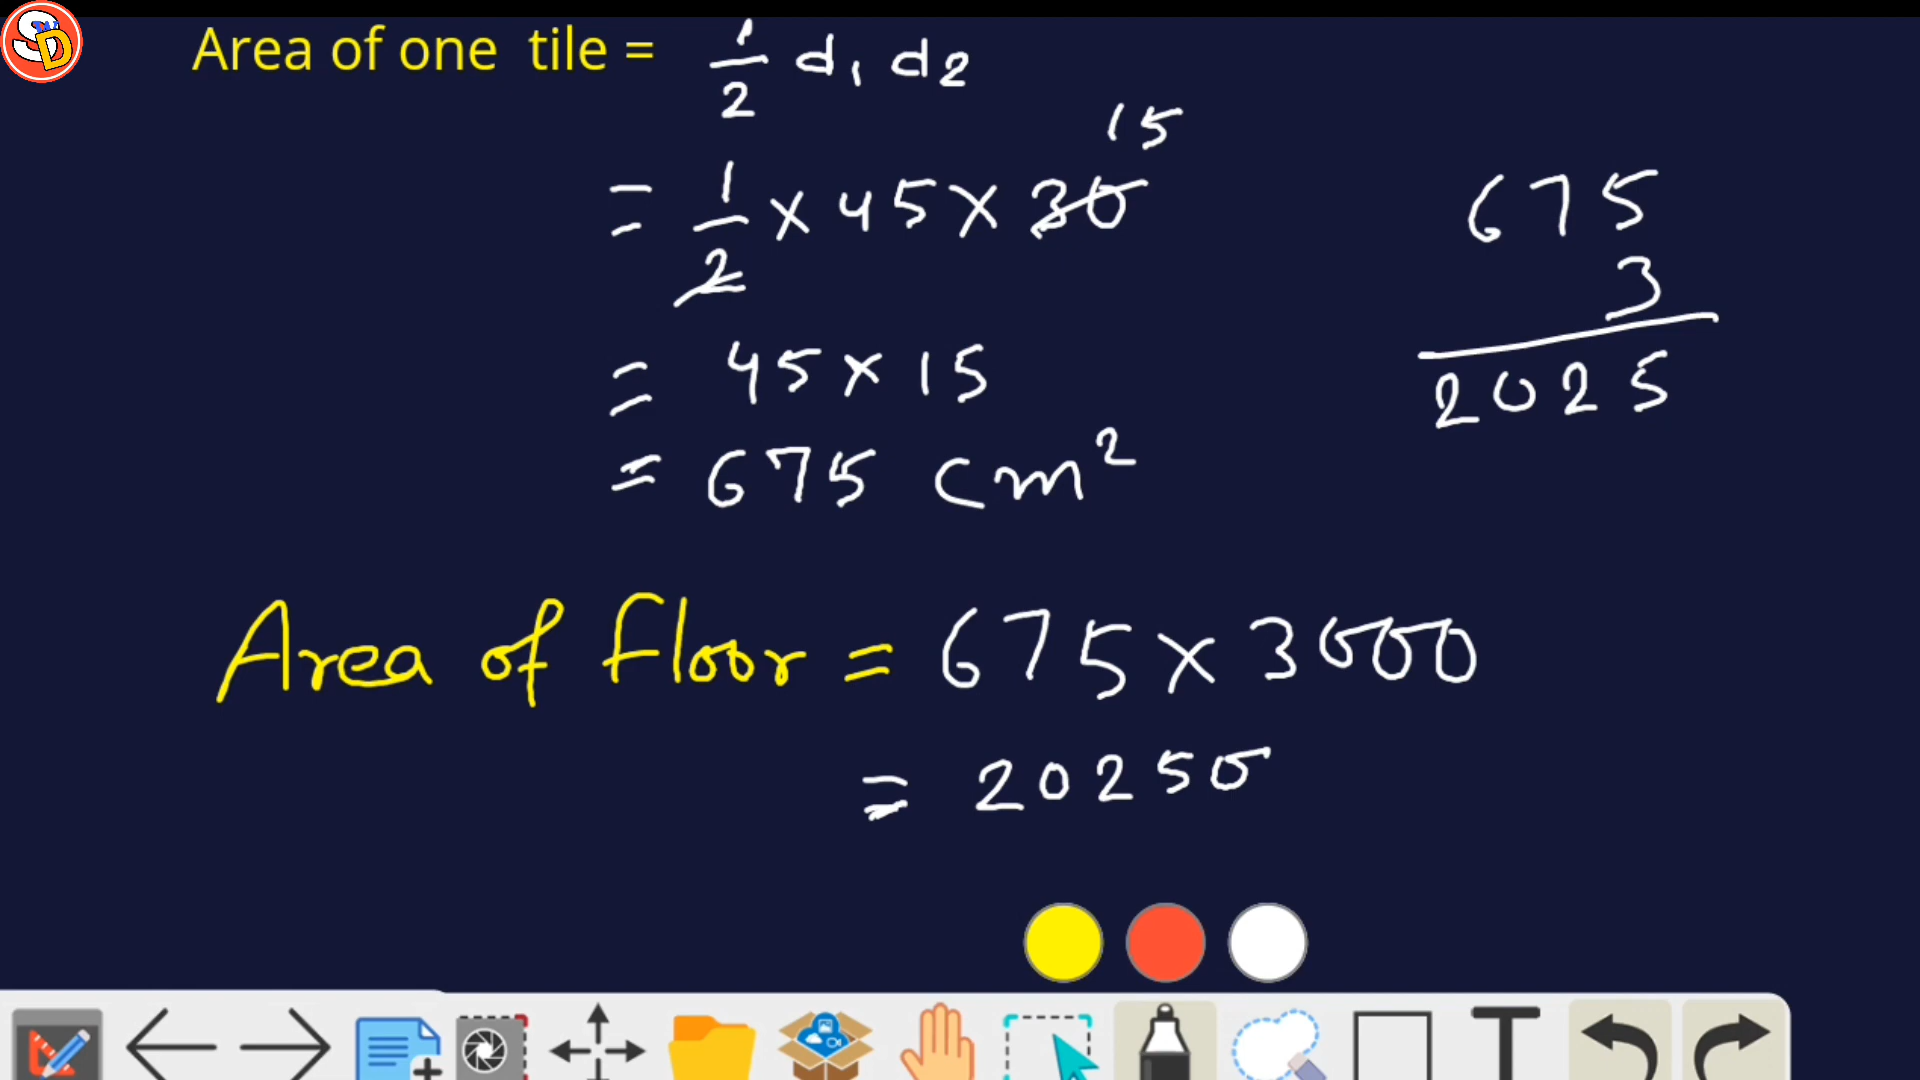 SD
Area of one tile = 1/2 d1 d2
15
= 1/2 × 45 × 30
675
3
= 45 × 15
2025
= 675 cm²
Area of floor = 675 × 3000
= 20250
T